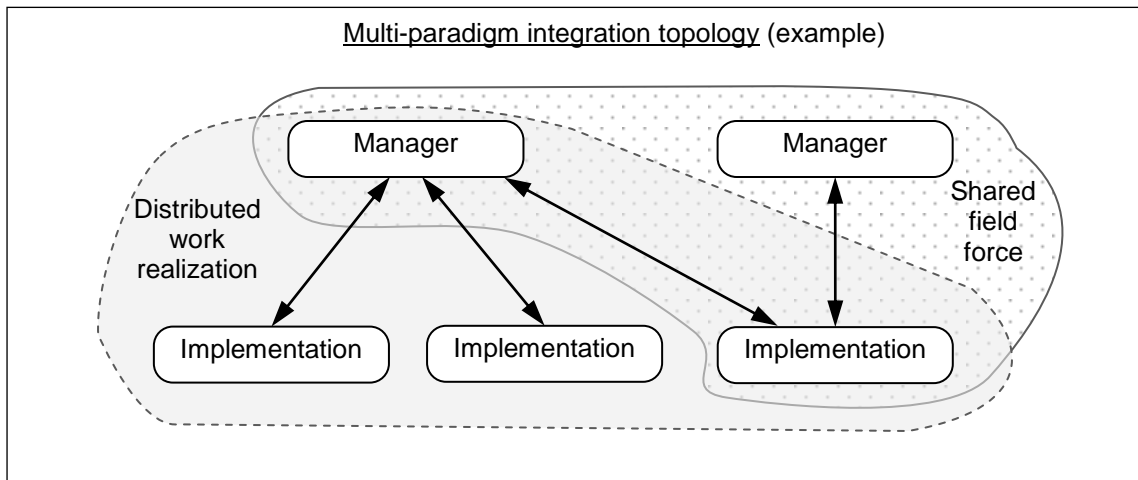 Multi-paradigm integration topology (example)
Manager
Manager
Distributed
work
realization
Shared
field
force
Implementation
Implementation
Implementation